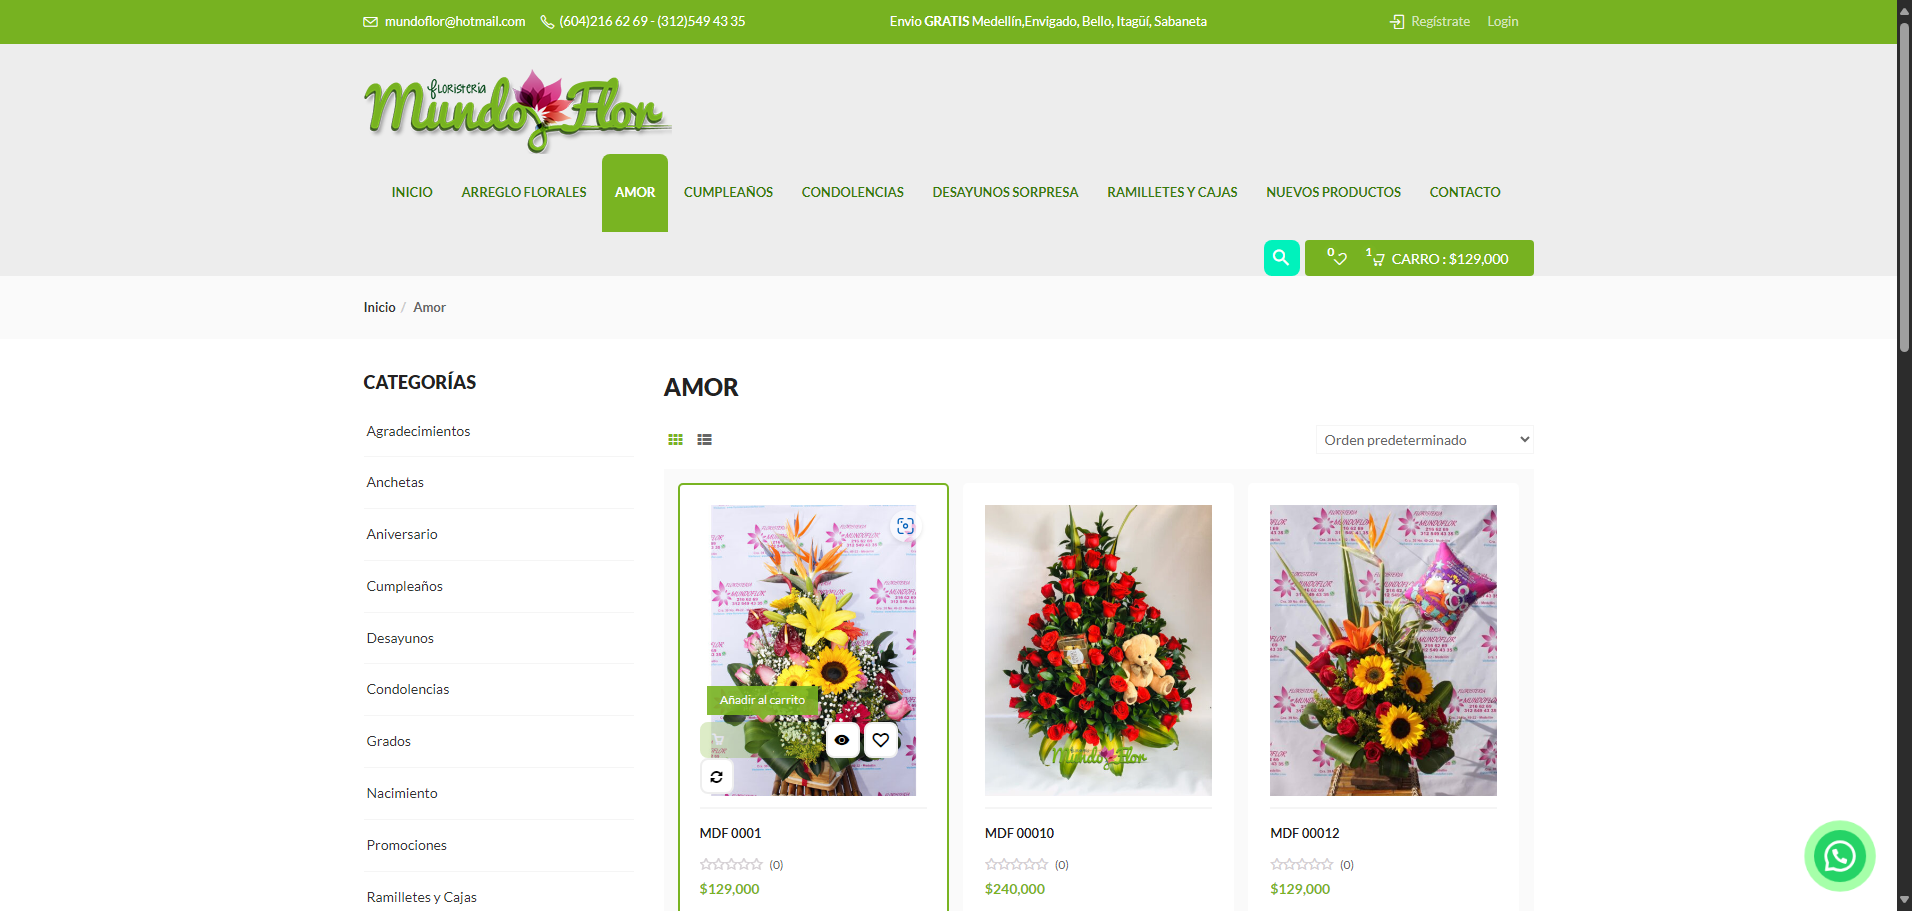 mundoflor@hotmail.com
(604)216 62 69 - (312)549 43 35
Envio GRATIS Medellín,Envigado, Bello, Itagüí, Sabaneta
Regístrate
Login
FLORISTERÍA
Mundo Flor
INICIO
ARREGLO FLORALES
AMOR
CUMPLEAÑOS
CONDOLENCIAS
DESAYUNOS SORPRESA
RAMILLETES Y CAJAS
NUEVOS PRODUCTOS
CONTACTO
0
1
CARRO : $129,000
Inicio / Amor
CATEGORÍAS
Agradecimientos
Anchetas
Aniversario
Cumpleaños
Desayunos
Condolencias
Grados
Nacimiento
Promociones
Ramilletes y Cajas
AMOR
Orden predeterminado
Añadir al carrito
Mundo Flor
MDF 0001
(0)
$129,000
MDF 00010
(0)
$240,000
MDF 00012
(0)
$129,000